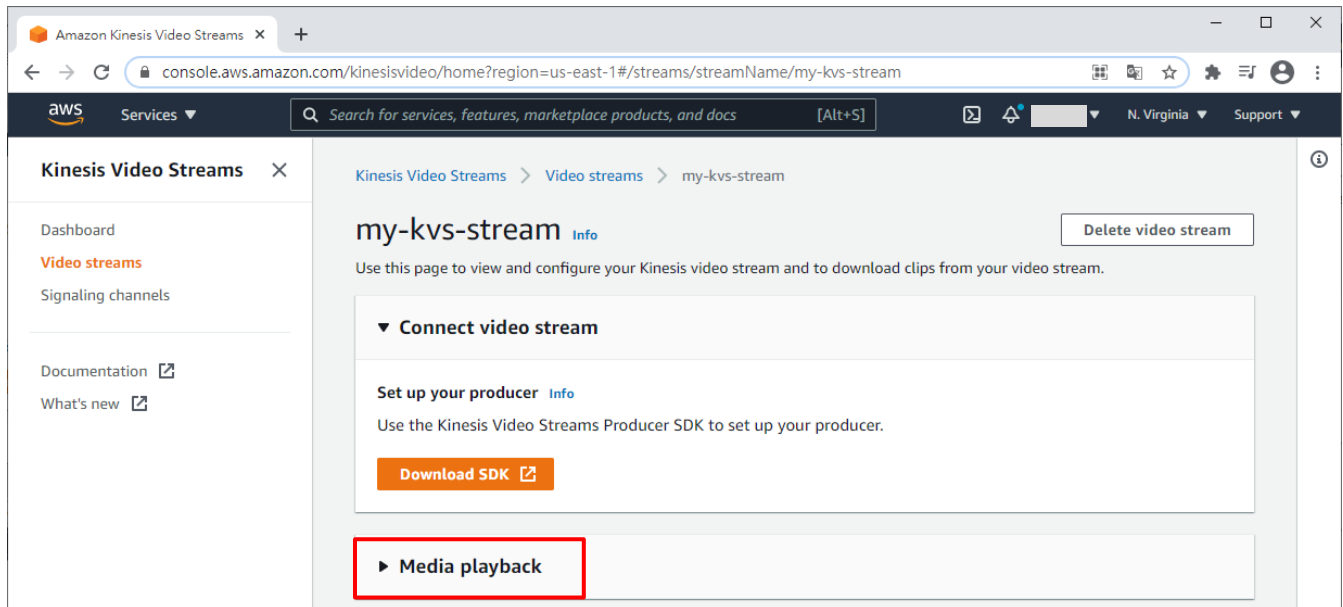 Amazon Kinesis Video Streams
console.aws.amazon.com/kinesisvideo/home?region=us-east-1#/streams/streamName/my-kvs-stream
aws Services ▼ Search for services, features, marketplace products, and docs [Alt+S] N. Virginia ▼ Support ▼
Kinesis Video Streams
Dashboard
Video streams
Signaling channels
Documentation
What's new
Kinesis Video Streams > Video streams > my-kvs-stream
my-kvs-stream Info
Delete video stream
Use this page to view and configure your Kinesis video stream and to download clips from your video stream.
▼ Connect video stream
Set up your producer Info
Use the Kinesis Video Streams Producer SDK to set up your producer.
Download SDK
▶ Media playback